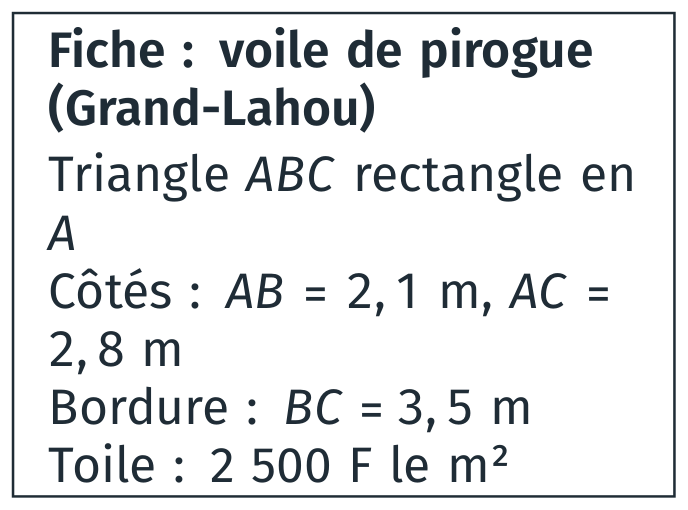 Fiche : voile de pirogue
(Grand-Lahou)
Triangle ABC rectangle en
A
Côtés : AB = 2,1 m, AC =
2,8 m
Bordure : BC = 3,5 m
Toile : 2 500 F le m²